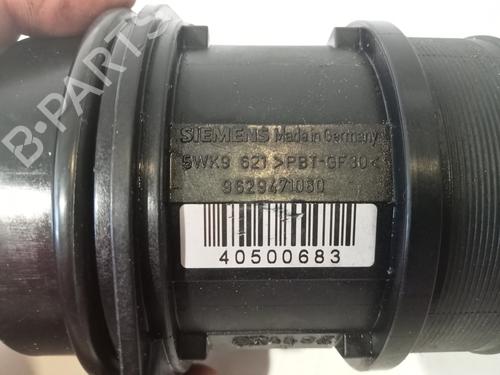 B-PARTS
SIEMENS Made in Germany
5WK9 621 >PBT-GF30<
9629471080
40500683